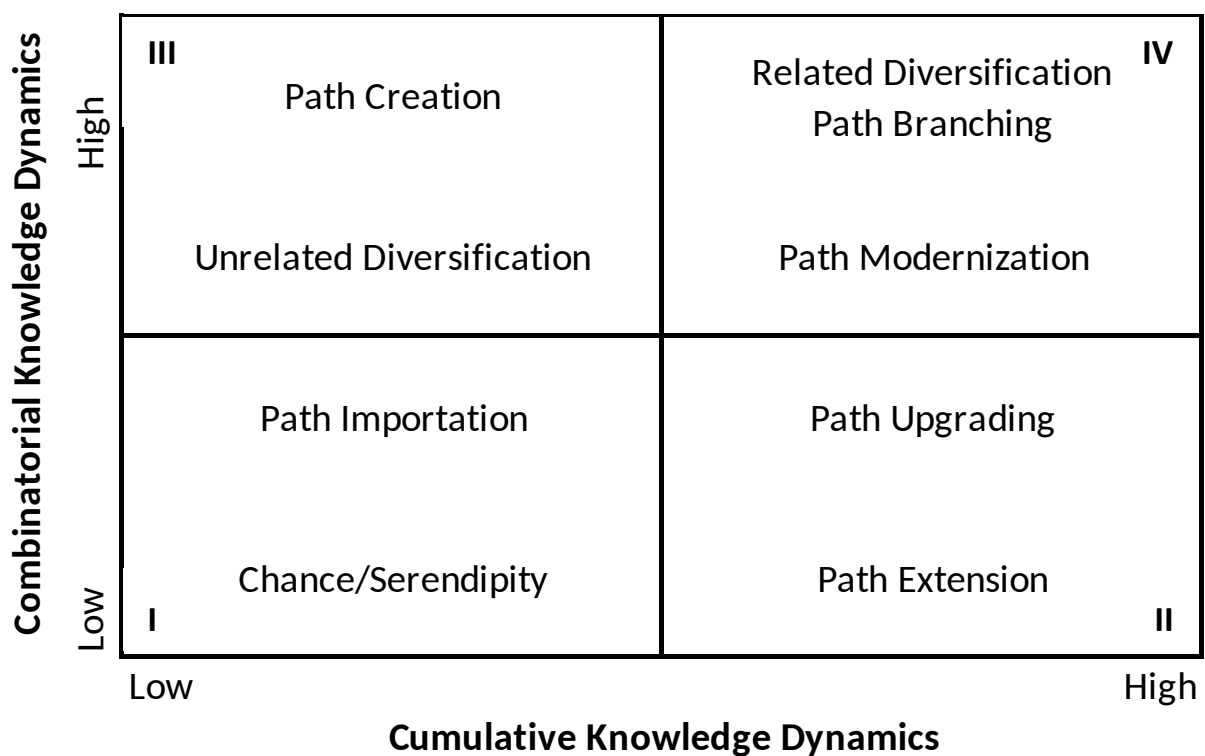 Combinatorial Knowledge Dynamics
High
Low
III
Path Creation
Unrelated Diversification
IV
Related Diversification
Path Branching
Path Modernization
Path Importation
Chance/Serendipity
I
Path Upgrading
Path Extension
II
Low
High
Cumulative Knowledge Dynamics